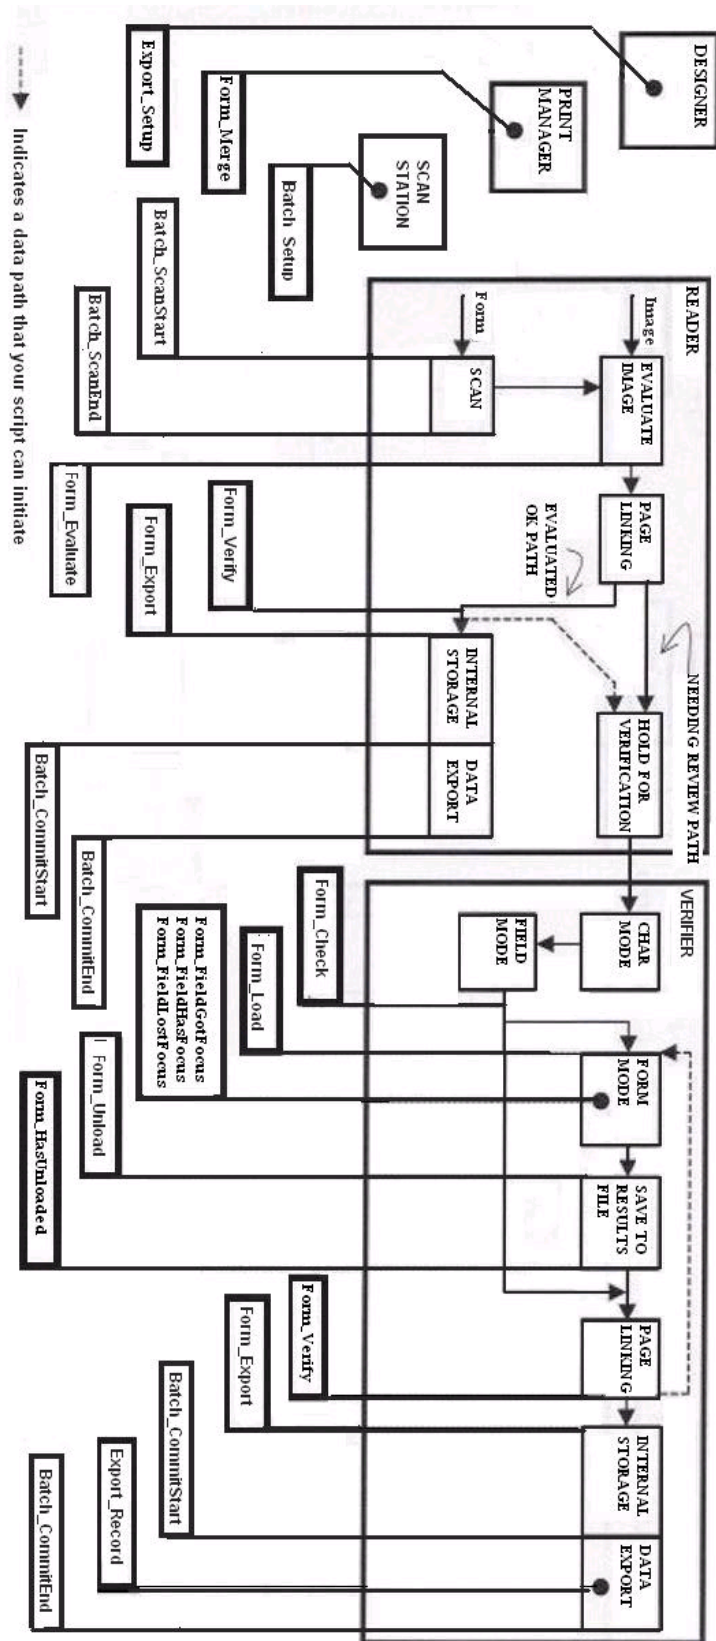 DESIGNER
PRINT
MANAGER
SCAN
STATION
Export_Setup
Form_Merge
Batch_Setup
READER
Image
EVALUATE
IMAGE
Form
SCAN
PAGE
LINKING
EVALUATED
OK PATH
NEEDING REVIEW PATH
HOLD FOR
VERIFICATION
INTERNAL
STORAGE
DATA
EXPORT
Batch_ScanStart
Batch_ScanEnd
Form_Evaluate
Form_Verify
Form_Export
Batch_CommitStart
Batch_CommitEnd
VERIFIER
CHAR
MODE
FIELD
MODE
FORM
MODE
SAVE TO
RESULTS
FILE
PAGE
LINKING
INTERNAL
STORAGE
DATA
EXPORT
Form_Check
Form_Load
Form_FieldGotFocus
Form_FieldHasFocus
Form_FieldLostFocus
Form_Unload
Form_HasUnloaded
Form_Verify
Form_Export
Batch_CommitStart
Export_Record
Batch_CommitEnd
Indicates a data path that your script can initiate